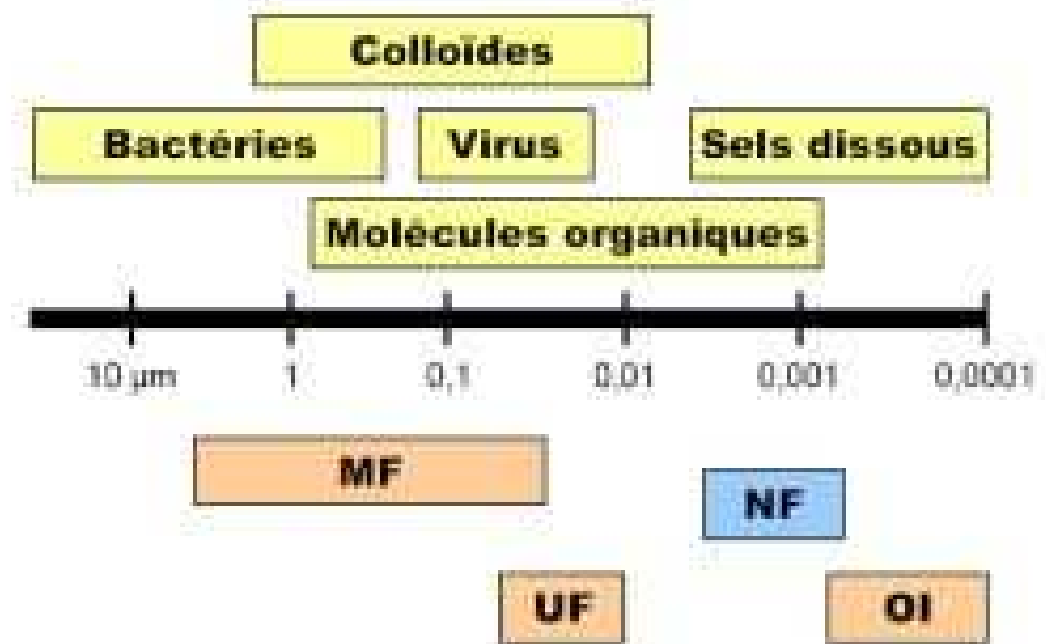 Colloïdes
Bactéries Virus Sels dissous
Molécules organiques
10 µm 1 0,1 0,01 0,001 0,0001
MF
NF
UF OI